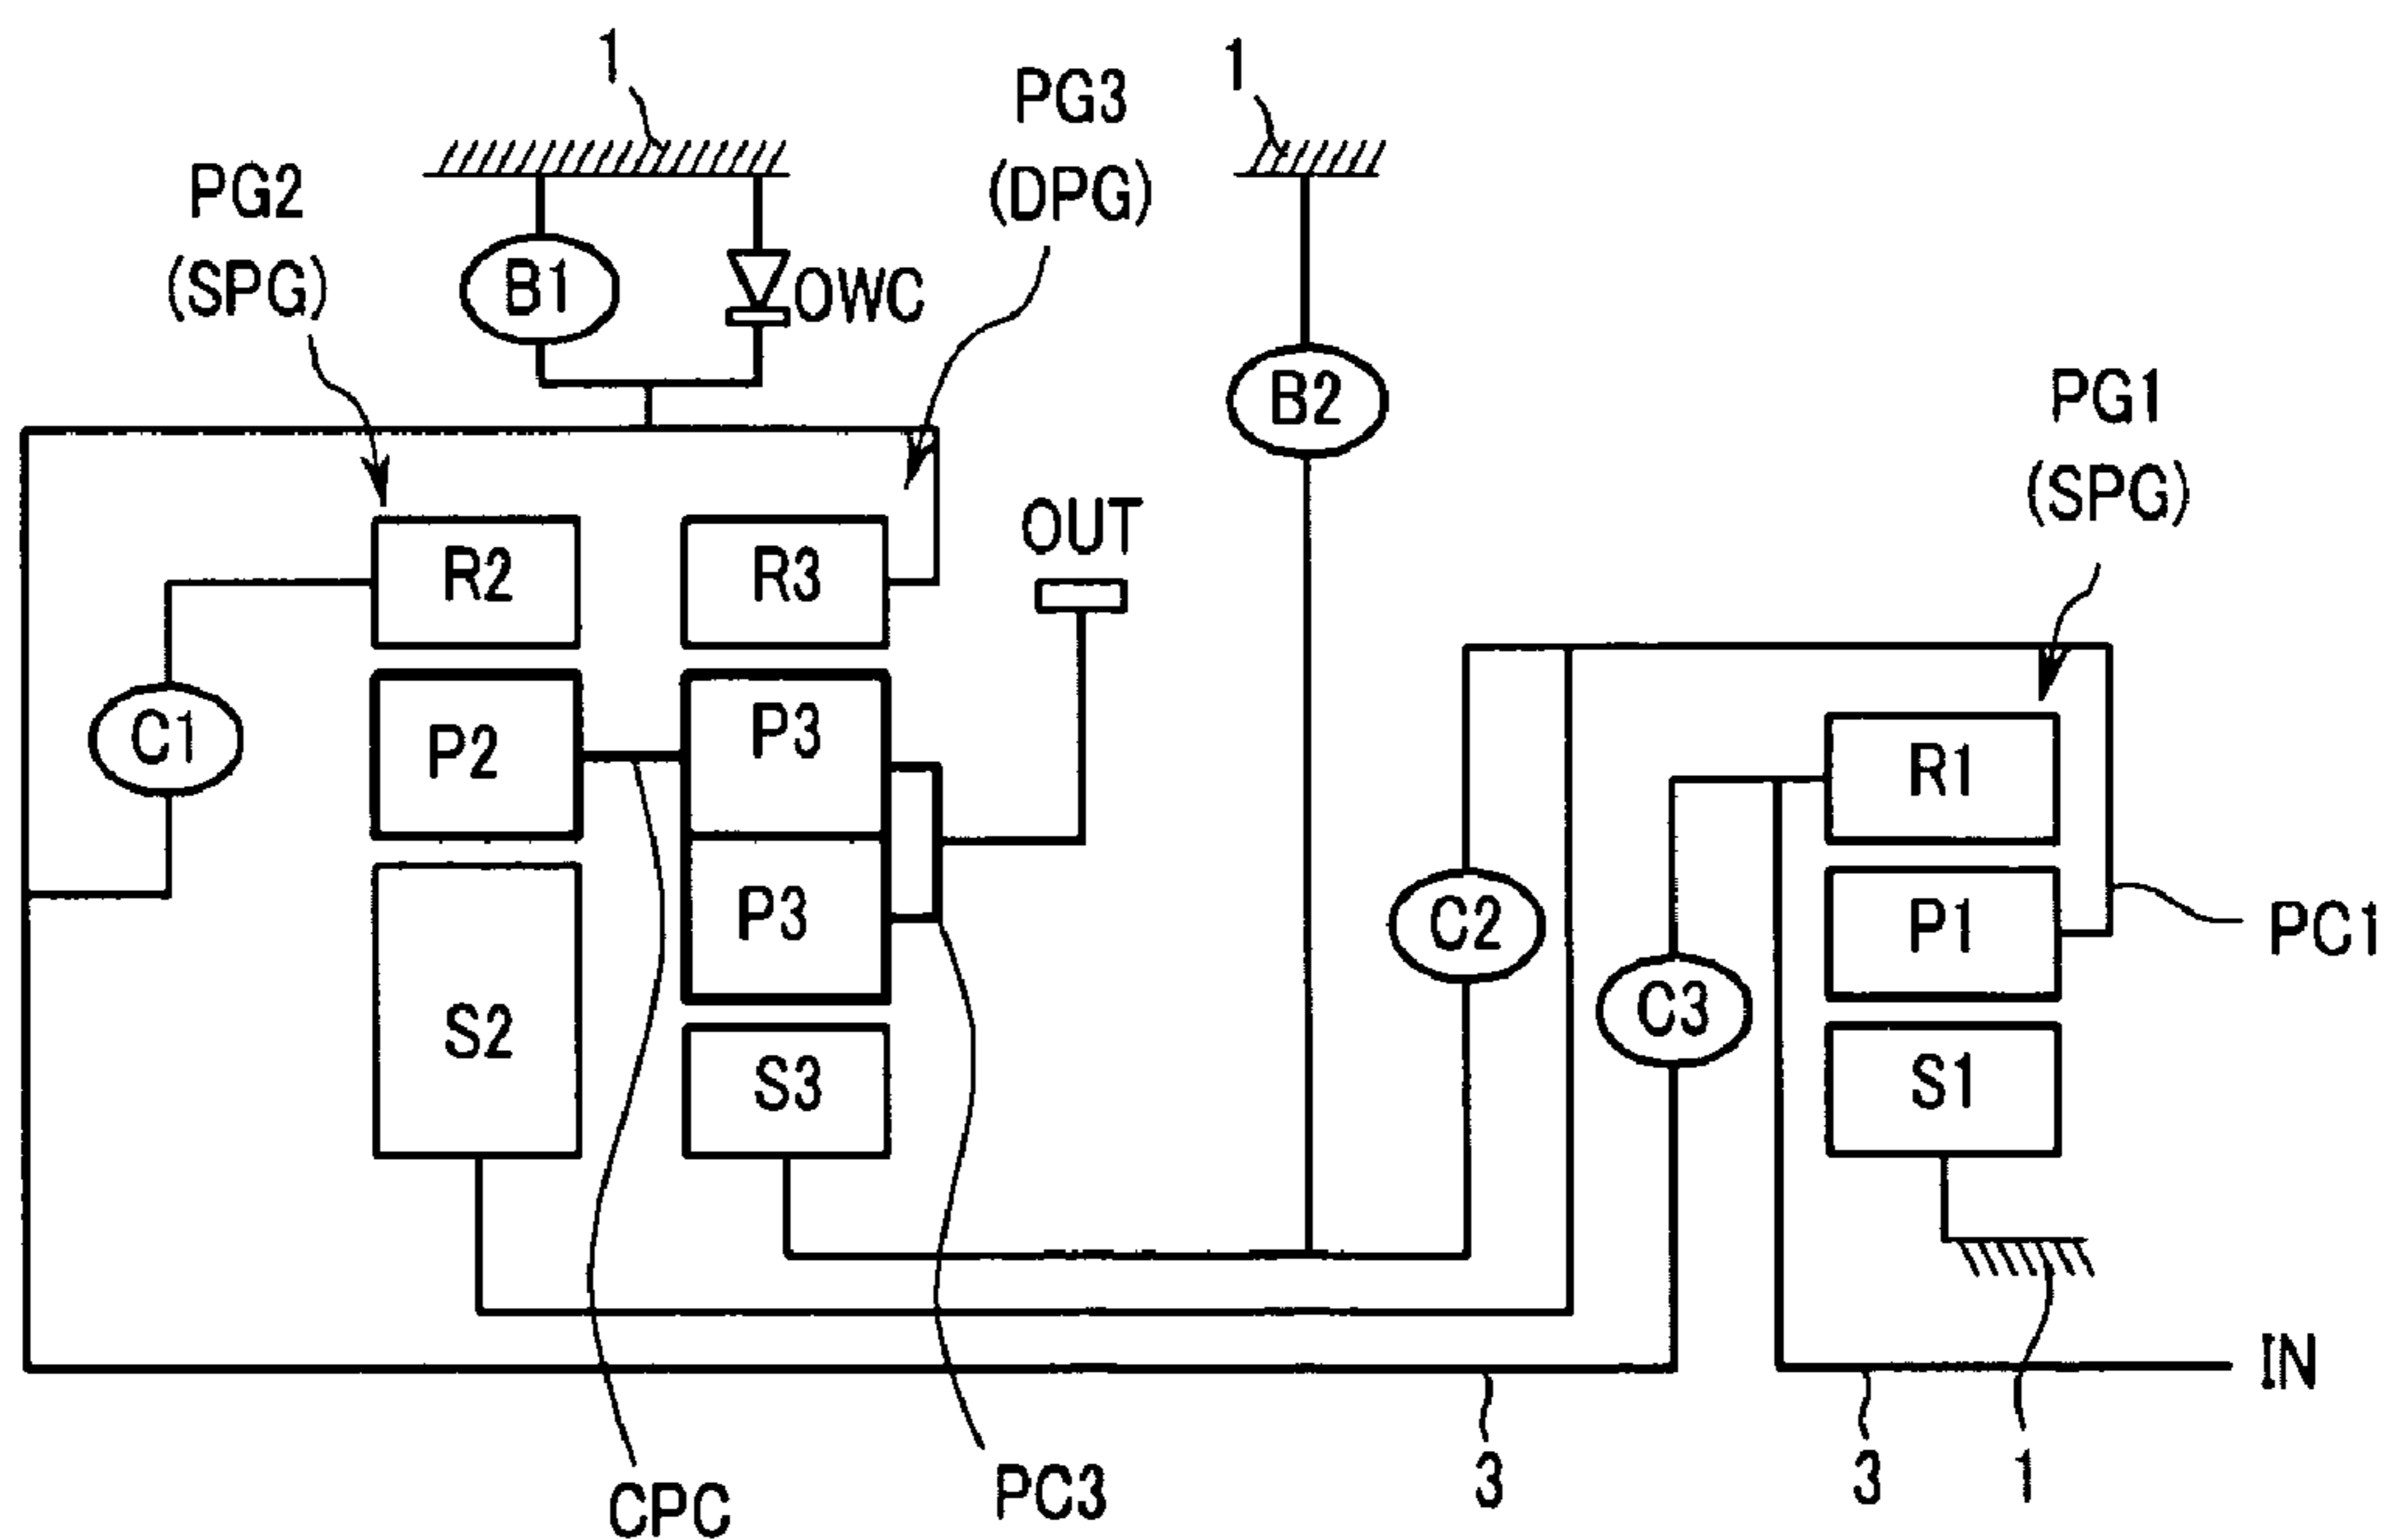 1
1
PG3
(DPG)
PG2
(SPG)
B1
OWC
B2
PG1
(SPG)
OUT
R2
R3
C1
P2
P3
R1
P3
C2
P1
PC1
C3
S2
S3
S1
IN
CPC
PC3
3
3
1